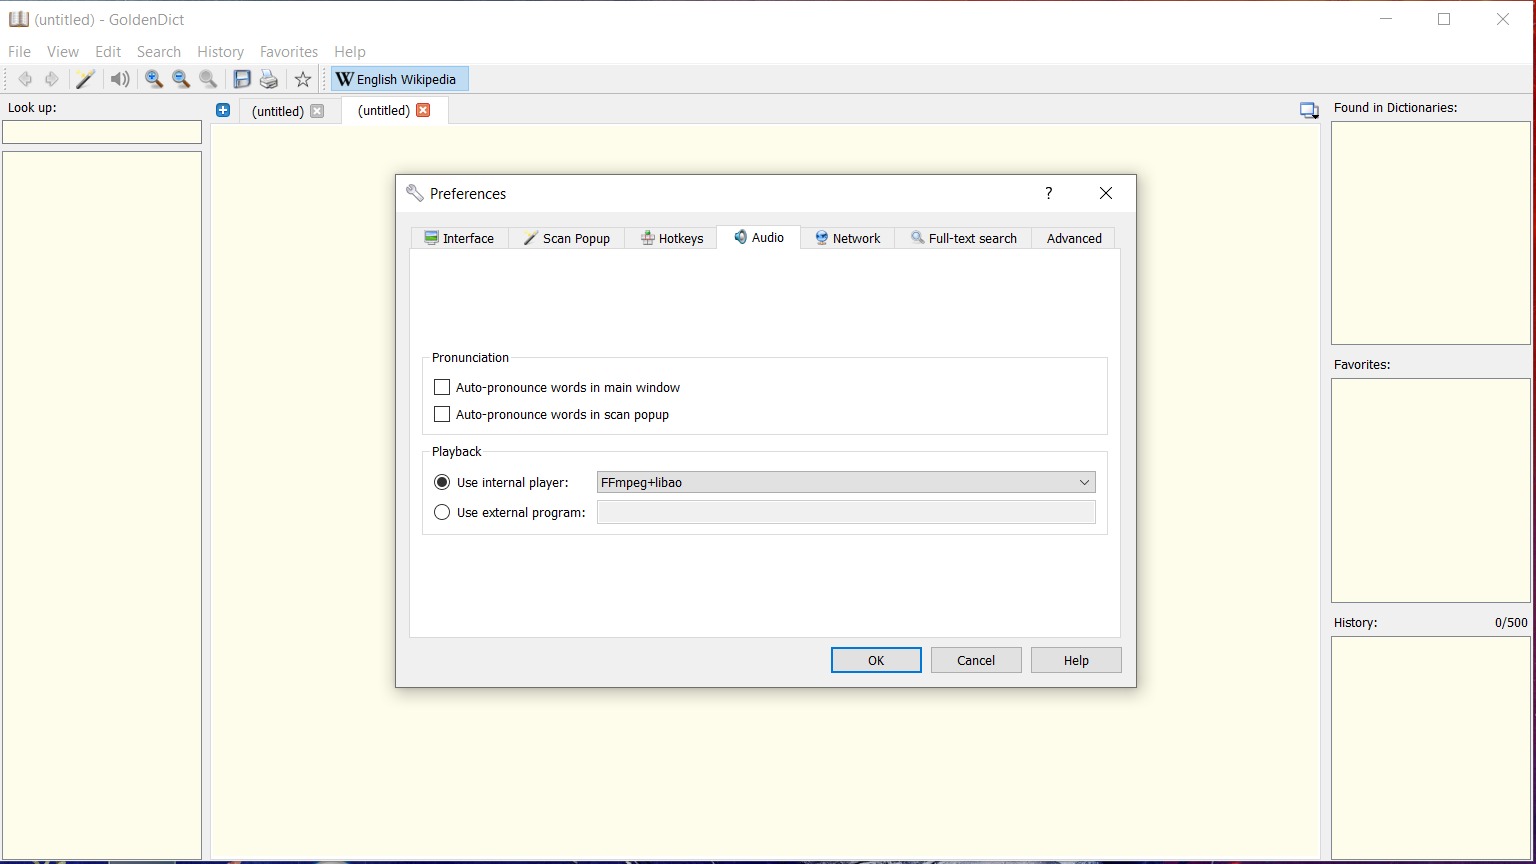 (untitled) - GoldenDict
File View Edit Search History Favorites Help
W English Wikipedia
Look up:
(untitled) (untitled)
Found in Dictionaries:
Preferences ?
Interface Scan Popup Hotkeys Audio Network Full-text search Advanced
Pronunciation
Auto-pronounce words in main window
Auto-pronounce words in scan popup
Playback
Use internal player: FFmpeg+libao
Use external program:
OK Cancel Help
Favorites:
History: 0/500